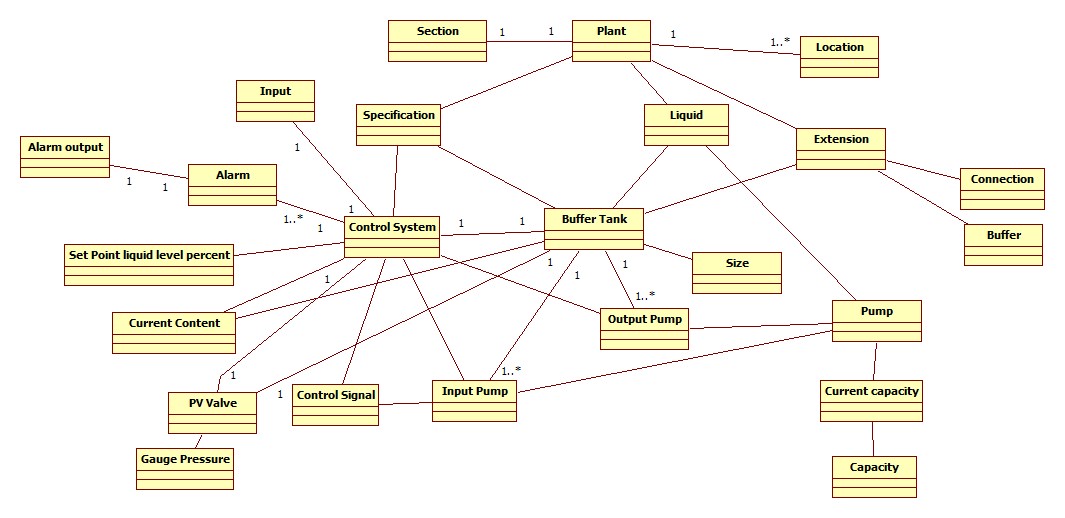 Section
1
1
Plant
1
1..*
Location
Input
1
Specification
Liquid
Extension
Alarm output
1
1
Alarm
1..*
1
1
Connection
Control System
1
1
Buffer Tank
Buffer
Set Point liquid level percent
1
1
1
1
Size
1..*
Current Content
Output Pump
Pump
1
1
1..*
PV Valve
Control Signal
Input Pump
Current capacity
Gauge Pressure
Capacity